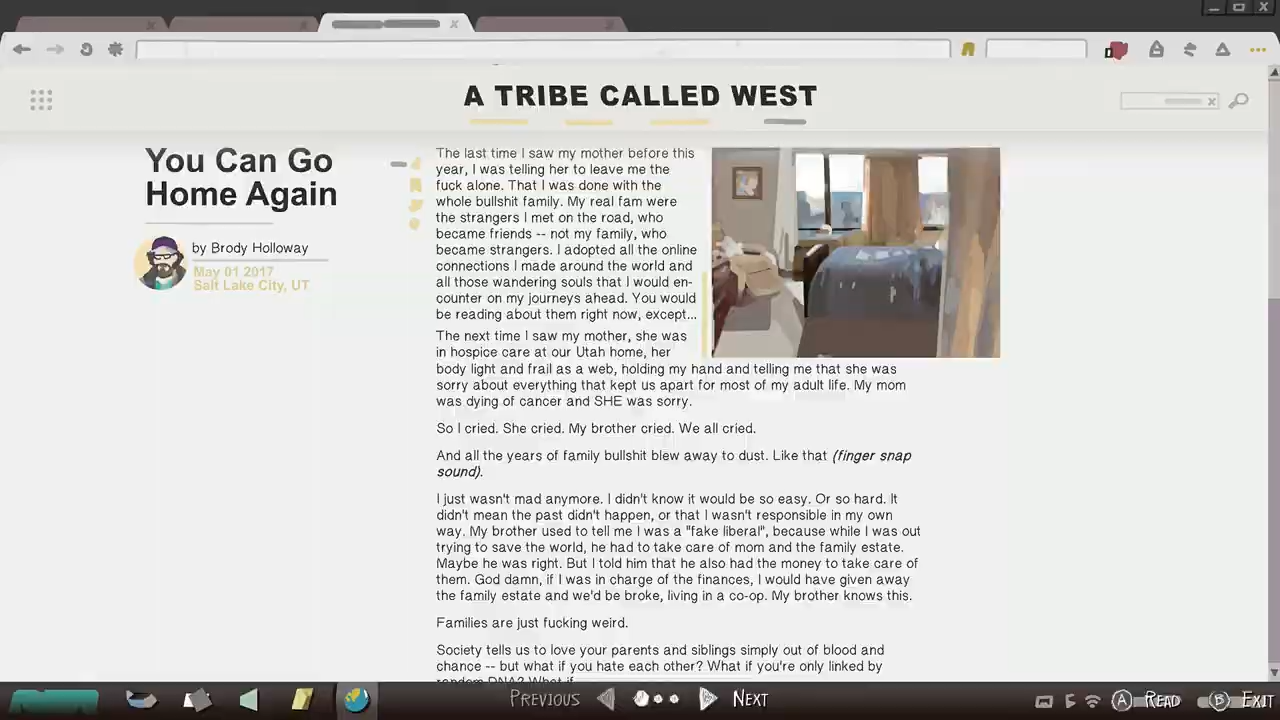 A TRIBE CALLED WEST
You Can Go
Home Again
by Brody Holloway
May 01 2017
Salt Lake City, UT
The last time I saw my mother before this
year, I was telling her to leave me the
fuck alone. That I was done with the
whole bullshit family. My real fam were
the strangers I met on the road, who
became friends -- not my family, who
became strangers. I adopted all the online
connections I made around the world and
all those wandering souls that I would en-
counter on my journeys ahead. You would
be reading about them right now, except...
The next time I saw my mother, she was
in hospice care at our Utah home, her
body light and frail as a web, holding my hand and telling me that she was
sorry about everything that kept us apart for most of my adult life. My mom
was dying of cancer and SHE was sorry.
So I cried. She cried. My brother cried. We all cried.
And all the years of family bullshit blew away to dust. Like that (finger snap
sound).
I just wasn't mad anymore. I didn't know it would be so easy. Or so hard. It
didn't mean the past didn't happen, or that I wasn't responsible in my own
way. My brother used to tell me I was a "fake liberal", because while I was out
trying to save the world, he had to take care of mom and the family estate.
Maybe he was right. But I told him that he also had the money to take care of
them. God damn, if I was in charge of the finances, I would have given away
the family estate and we'd be broke, living in a co-op. My brother knows this.
Families are just fucking weird.
Society tells us to love your parents and siblings simply out of blood and
chance -- but what if you hate each other? What if you're only linked by
random DNA? What if
Previous Next
A Read B Exit